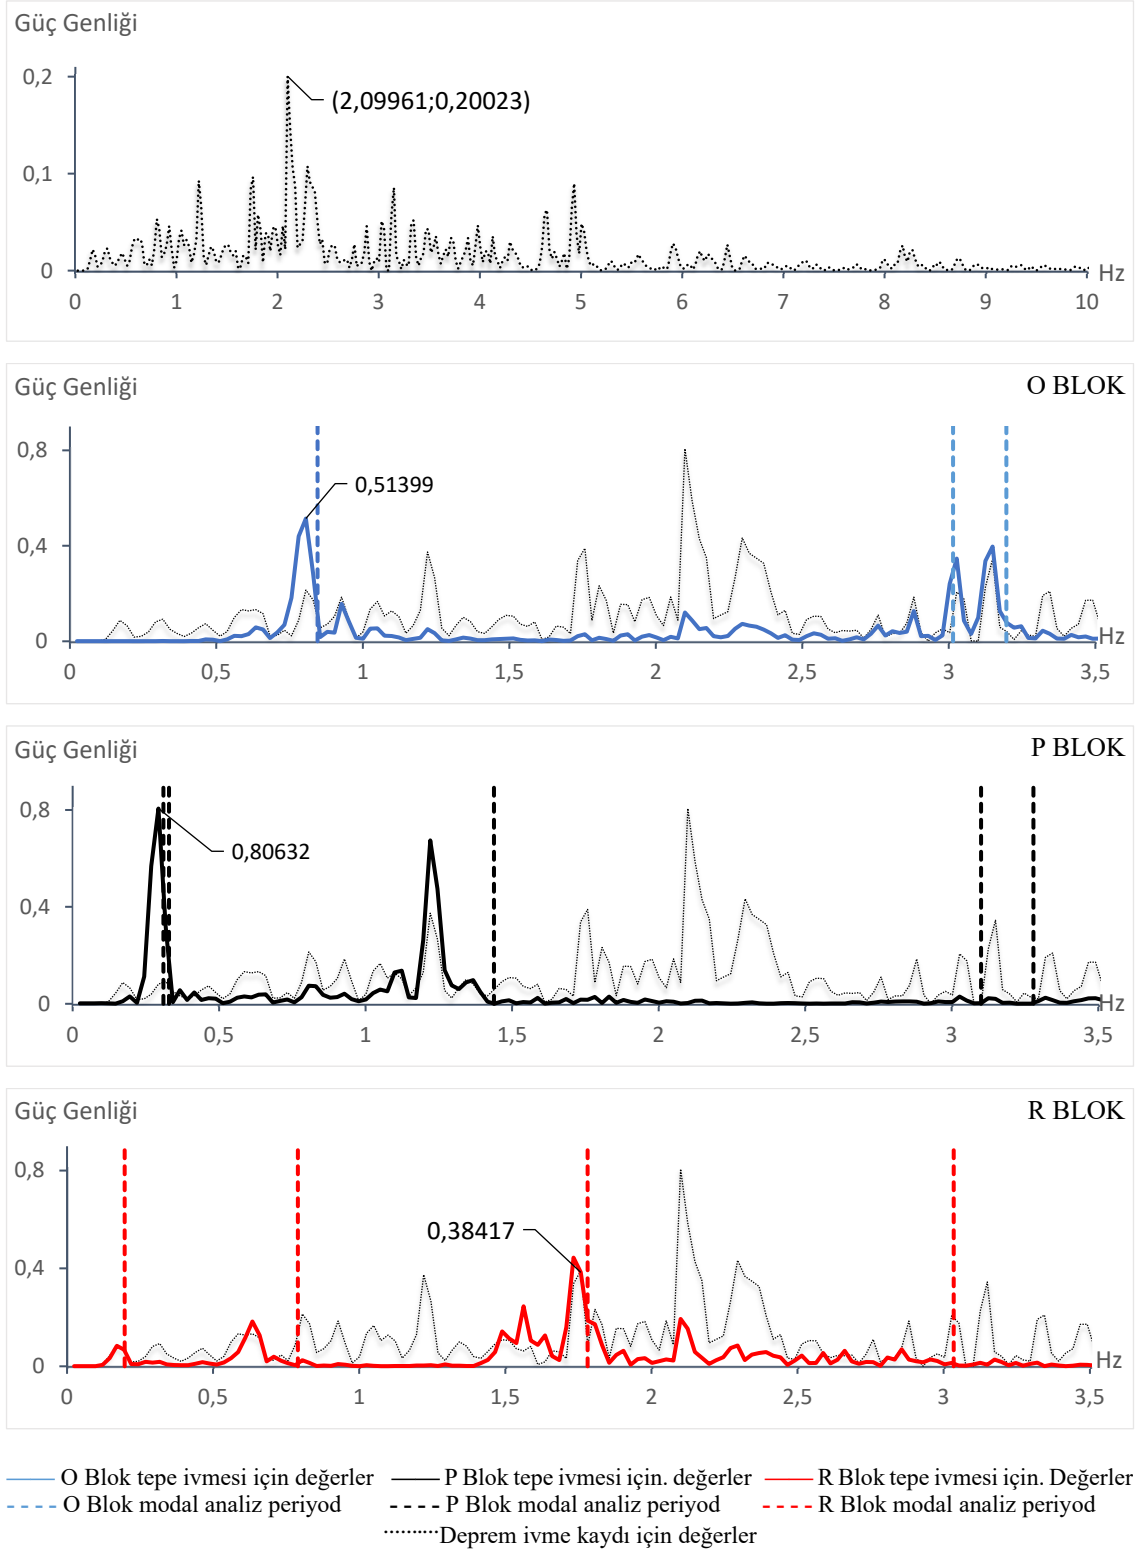 Güç Genliği
0,2
(2,09961;0,20023)
0,1
0
Hz
0 1 2 3 4 5 6 7 8 9 10
Güç Genliği
O BLOK
0,8
0,51399
0,4
0
Hz
0 0,5 1 1,5 2 2,5 3 3,5
Güç Genliği
P BLOK
0,8
0,80632
0,4
0
Hz
0 0,5 1 1,5 2 2,5 3 3,5
Güç Genliği
R BLOK
0,8
0,38417
0,4
0
Hz
0 0,5 1 1,5 2 2,5 3 3,5
O Blok tepe ivmesi için değerler P Blok tepe ivmesi için. değerler R Blok tepe ivmesi için. Değerler
O Blok modal analiz periyod P Blok modal analiz periyod R Blok modal analiz periyod
Deprem ivme kaydı için değerler